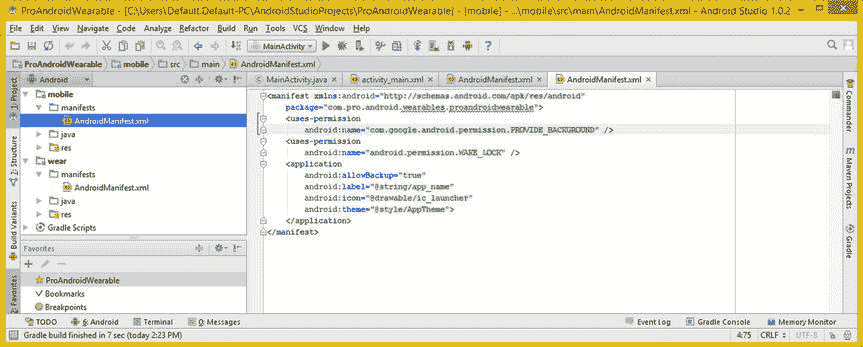 ProAndroidWearable - [C:\Users\Default.Default-PC\AndroidStudioProjects\ProAndroidWearable] - [mobile] - ...\mobile\src\main\AndroidManifest.xml - Android Studio 1.0.2
File Edit View Navigate Code Analyze Refactor Build Run Tools VCS Window Help
MainActivity
ProAndroidWearable mobile src main AndroidManifest.xml
Android
MainActivity.java activity_main.xml AndroidManifest.xml AndroidManifest.xml
1: Project
Z: Structure
Build Variants
2: Favorites
mobile
manifests
AndroidManifest.xml
java
res
wear
manifests
AndroidManifest.xml
java
res
Gradle Scripts
Favorites
ProAndroidWearable
Bookmarks
Breakpoints
<manifest xmlns:android="http://schemas.android.com/apk/res/android"
package="com.pro.android.wearables.proandroidwearable">
<uses-permission
android:name="com.google.android.permission.PROVIDE_BACKGROUND" />
<uses-permission
android:name="android.permission.WAKE_LOCK" />
<application
android:allowBackup="true"
android:label="@string/app_name"
android:icon="@drawable/ic_launcher"
android:theme="@style/AppTheme">
</application>
</manifest>
Commander
Maven Projects
Gradle
TODO 6: Android Terminal 0: Messages Event Log Gradle Console Memory Monitor
Gradle build finished in 7 sec (today 2:23 PM) 4:75 CRLF UTF-8